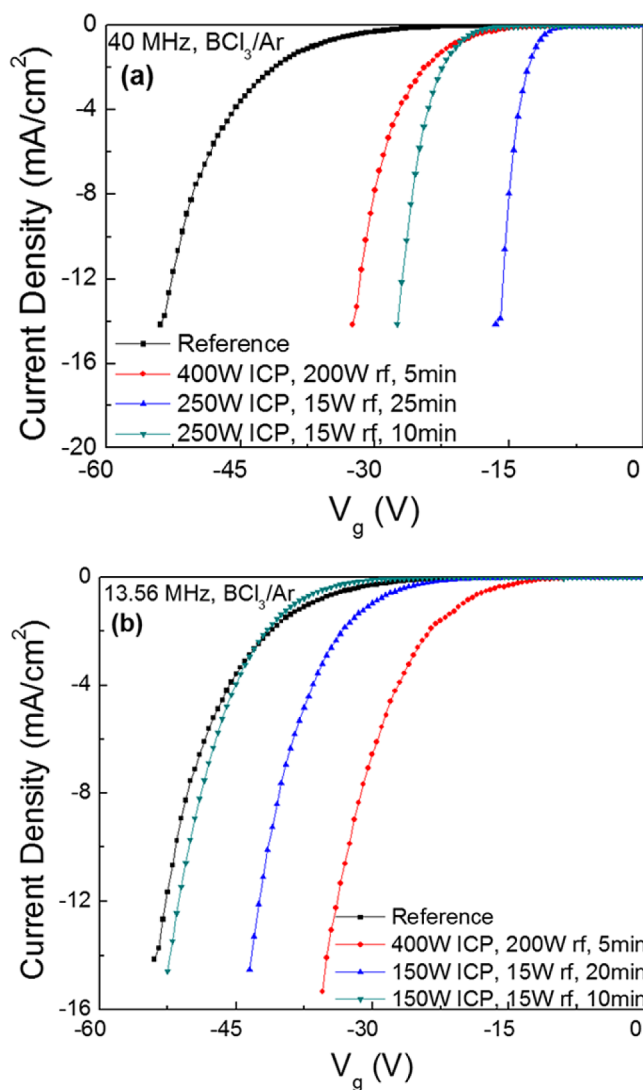 0
40 MHz, BCl3/Ar
(a)
-4
-8
-12
-16
-20
Current Density (mA/cm2)
Reference
400W ICP, 200W rf, 5min
250W ICP, 15W rf, 25min
250W ICP, 15W rf, 10min
-60 -45 -30 -15 0
Vg (V)
0
13.56 MHz, BCl3/Ar
(b)
-4
-8
-12
-16
Current Density (mA/cm2)
Reference
400W ICP, 200W rf, 5min
150W ICP, 15W rf, 20min
150W ICP, 15W rf, 10min
-60 -45 -30 -15 0
Vg (V)